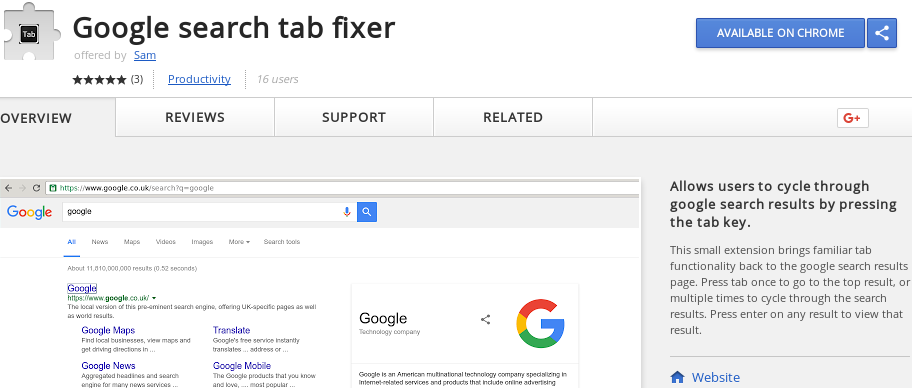 Tab
Google search tab fixer
offered by Sam
(3) Productivity 16 users
AVAILABLE ON CHROME
OVERVIEW REVIEWS SUPPORT RELATED G+
https://www.google.co.uk/search?q=google
Google google
All News Maps Videos Images More Search tools
About 11,810,000,000 results (0.52 seconds)
Google
https://www.google.co.uk/
The local version of this pre-eminent search engine, offering UK-specific pages as well
as world results.
Google Maps
Find local businesses, view maps and
get driving directions in ...
Translate
Google's free service instantly
translates ... address or ...
Google News
Aggregated headlines and search
engine for many news services ...
Google Mobile
The Google products that you know
and love, .... most popular ...
Google
Technology company
Google is an American multinational technology company specializing in
Internet-related services and products that include online advertising
Allows users to cycle through
google search results by pressing
the tab key.
This small extension brings familiar tab
functionality back to the google search results
page. Press tab once to go to the top result, or
multiple times to cycle through the search
results. Press enter on any result to view that
result.
Website